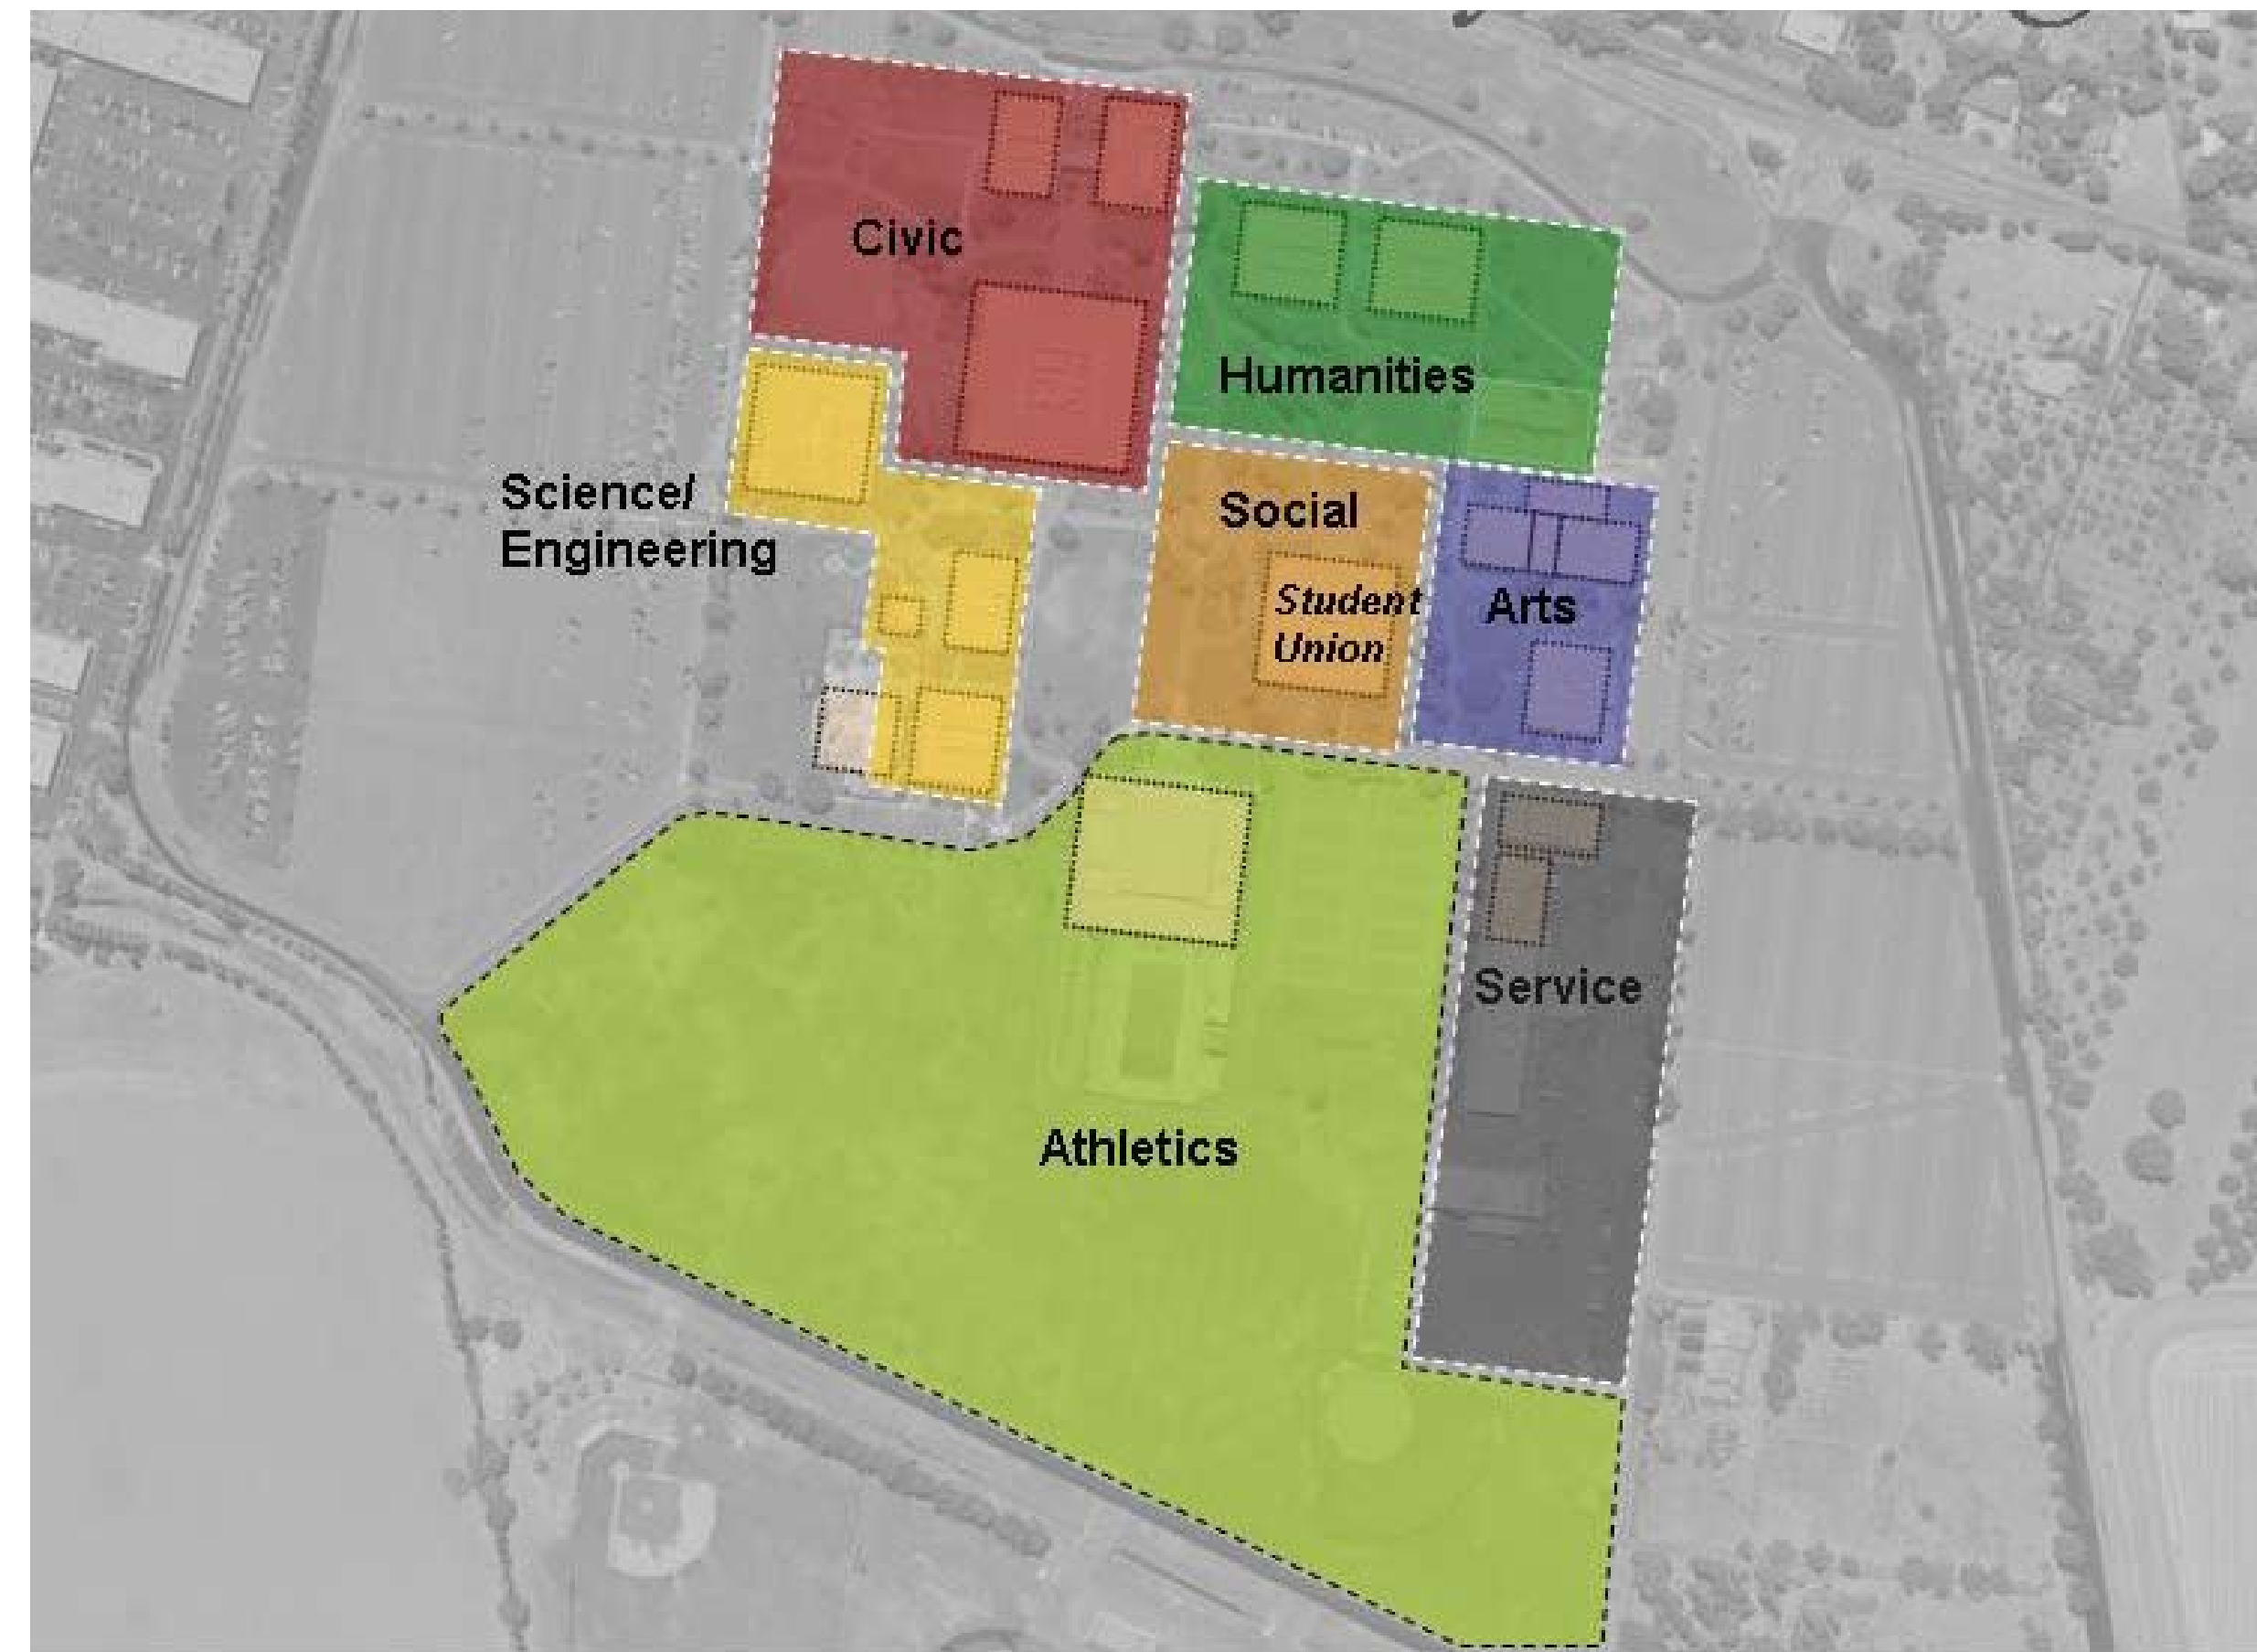 Civic
Humanities
Science/
Engineering
Social
Student
Union
Arts
Service
Athletics